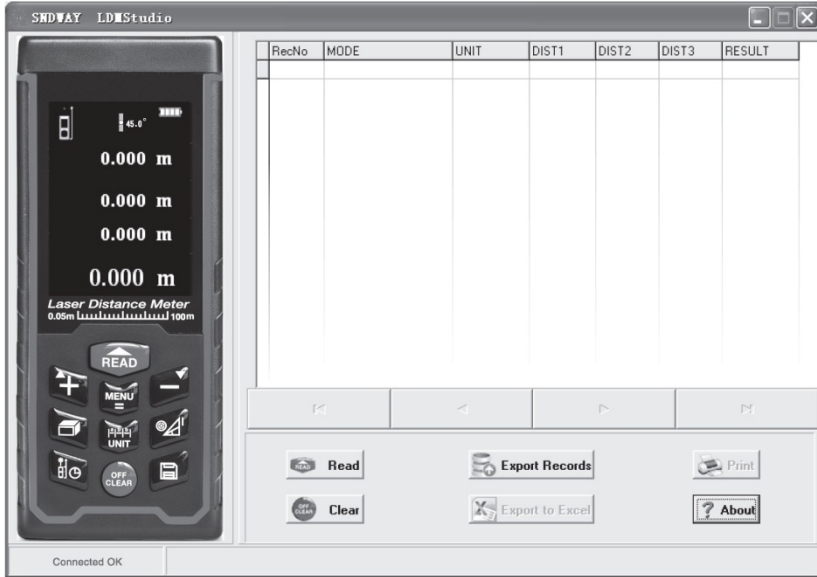 SNDWAY LDMStudio
RecNo MODE UNIT DIST1 DIST2 DIST3 RESULT
45.0°
0.000 m
0.000 m
0.000 m
0.000 m
Laser Distance Meter
0.05m 100m
READ
MENU
UNIT
OFF
CLEAR
Read
Export Records
Print
Clear
Export to Excel
About
Connected OK